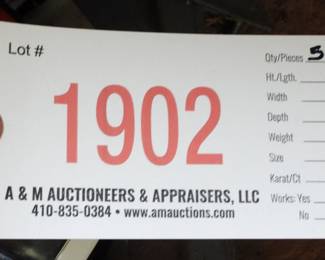 Lot #
1902
A & M AUCTIONEERS & APPRAISERS, LLC
410-835-0384 • www.amauctions.com
Qty/Pieces 5
Ht./Lgth.
Width
Depth
Weight
Size
Karat/Ct
Works: Yes
No